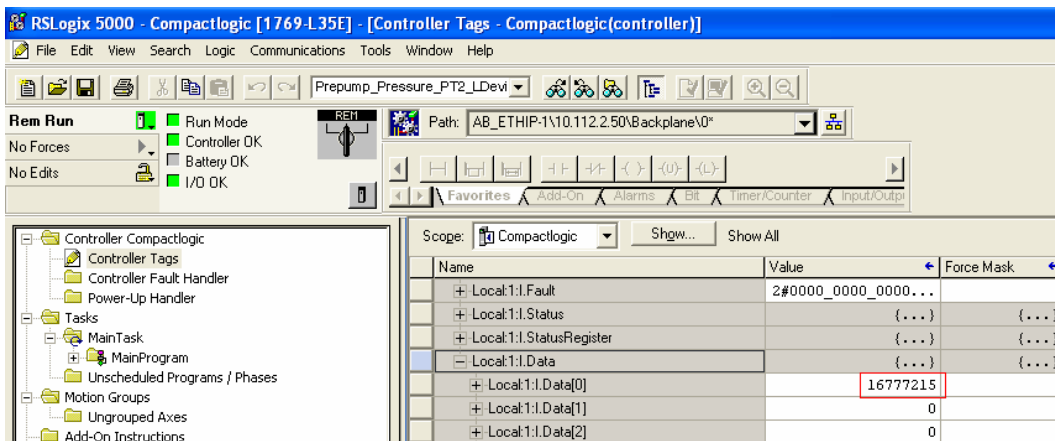 RSLogix 5000 - Compactlogic [1769-L35E] - [Controller Tags - Compactlogic(controller)]
File Edit View Search Logic Communications Tools Window Help
Prepump_Pressure_PT2_LDevi
Rem Run
Run Mode
REM
Path: AB_ETHIP-1\10.112.2.50\Backplane\0*
No Forces
Controller OK
Battery OK
No Edits
I/O OK
Favorites Add-On Alarms Bit Timer/Counter Input/Outp
Controller Compactlogic
Controller Tags
Controller Fault Handler
Power-Up Handler
Tasks
MainTask
MainProgram
Unscheduled Programs / Phases
Motion Groups
Ungrouped Axes
Add-On Instructions
Scope: Compactlogic Show... Show All
Name Value Force Mask
Local:1:I.Fault 2#0000_0000_0000...
Local:1:I.Status {...} {...}
Local:1:I.StatusRegister {...} {...}
Local:1:I.Data {...} {...}
Local:1:I.Data[0] 16777215
Local:1:I.Data[1] 0
Local:1:I.Data[2] 0